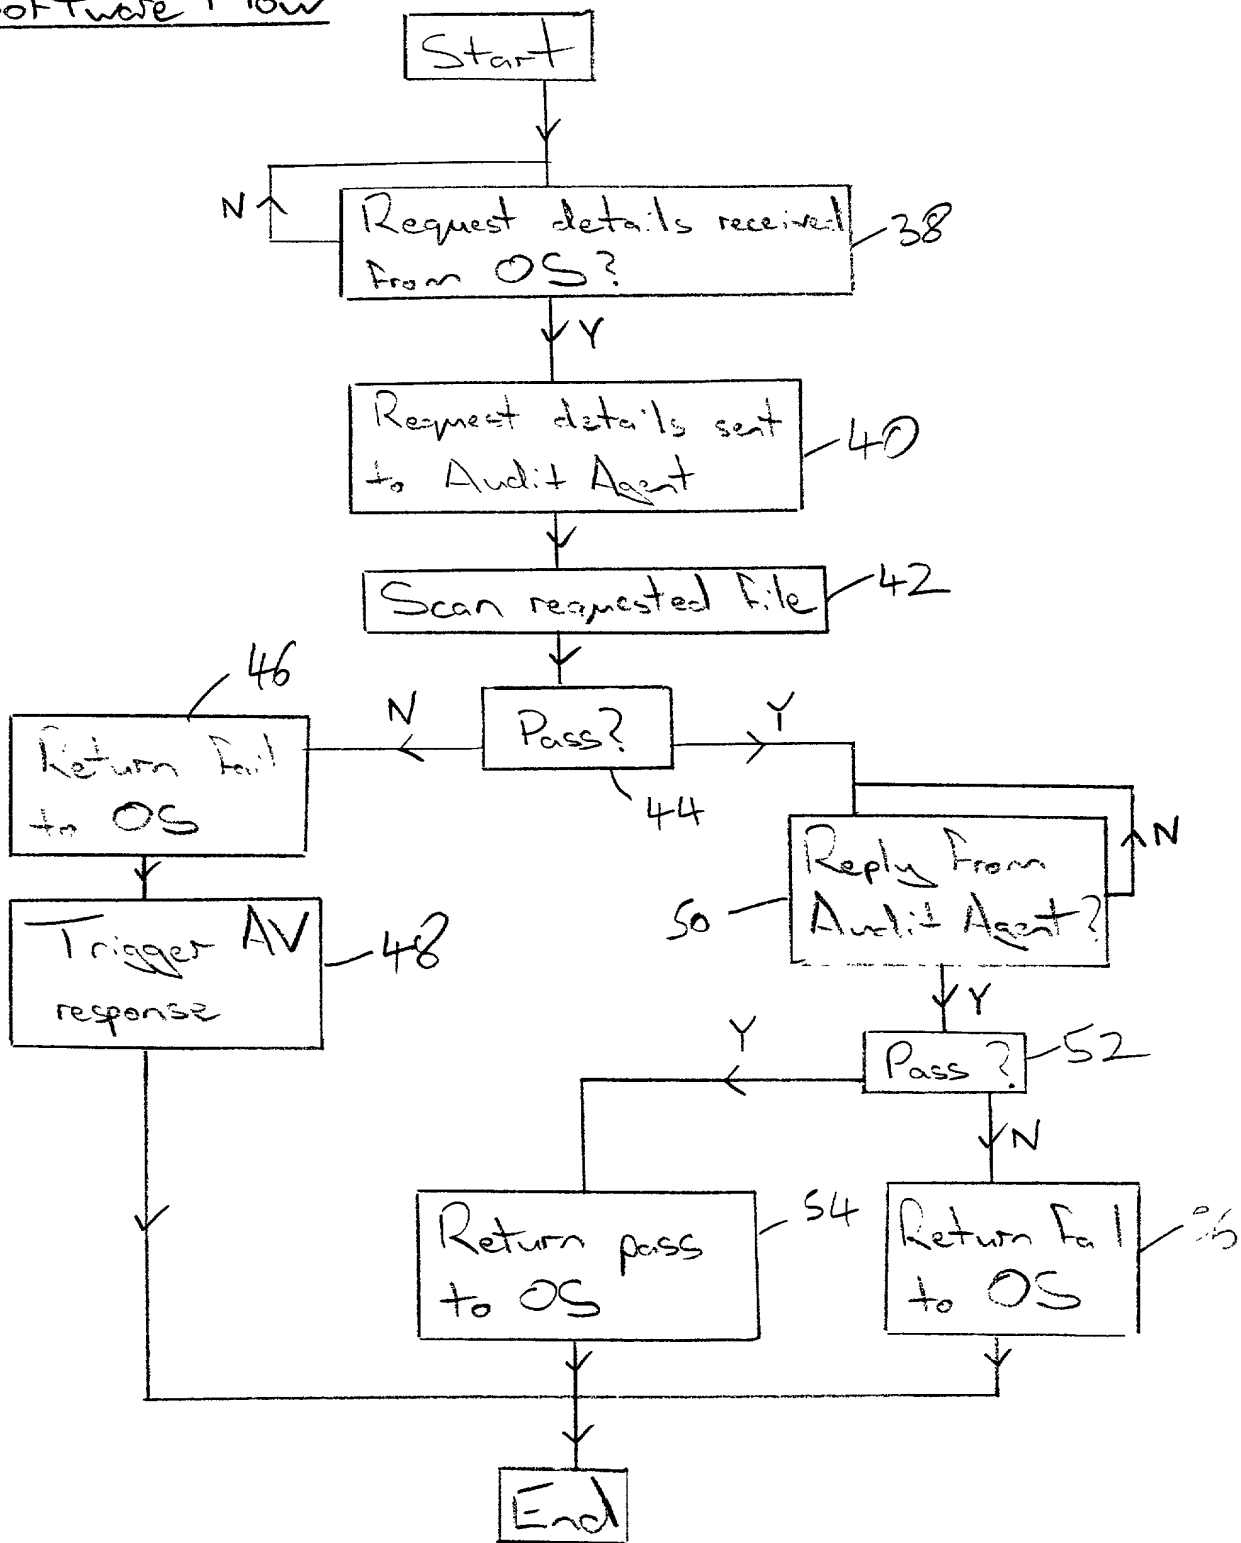 Software Flow
Start
N
Request details received
from OS?
38
Y
Request details sent
to Audit Agent
40
Scan requested file
42
46
N
Pass?
Y
44
Return fail
to OS
Reply from
Audit Agent?
N
50
Trigger AV
response
48
Y
Y
Pass?
52
N
Return pass
to OS
54
Return Fail
to OS
End